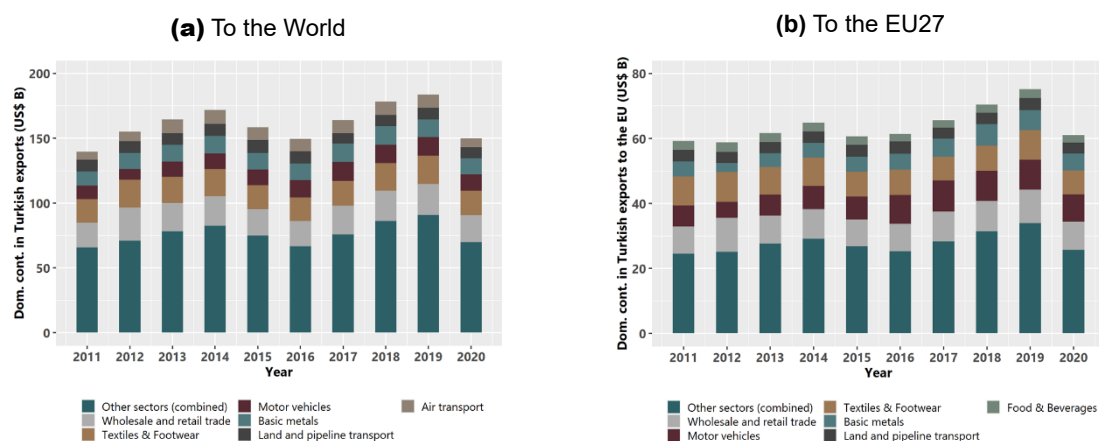 (a) To the World
Dom. cont. in Turkish exports (US$ B)
200
150
100
50
0
2011 2012 2013 2014 2015 2016 2017 2018 2019 2020
Year
Other sectors (combined) Motor vehicles Air transport
Wholesale and retail trade Basic metals
Textiles & Footwear Land and pipeline transport
(b) To the EU27
Dom. cont. in Turkish exports to the EU (US$ B)
80
60
40
20
0
2011 2012 2013 2014 2015 2016 2017 2018 2019 2020
Year
Other sectors (combined) Textiles & Footwear Food & Beverages
Wholesale and retail trade Basic metals
Motor vehicles Land and pipeline transport